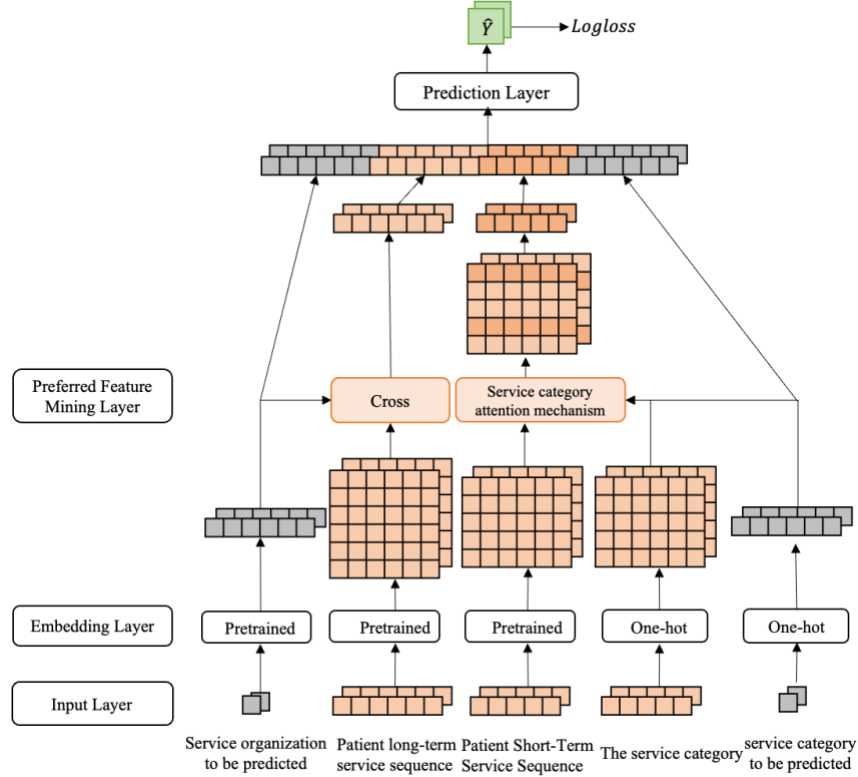 Ŷ
Logloss
Prediction Layer
Preferred Feature
Mining Layer
Cross
Service category
attention mechanism
Embedding Layer
Pretrained
Pretrained
Pretrained
One-hot
One-hot
Input Layer
Service organization
to be predicted
Patient long-term
service sequence
Patient Short-Term
Service Sequence
The service category
service category
to be predicted